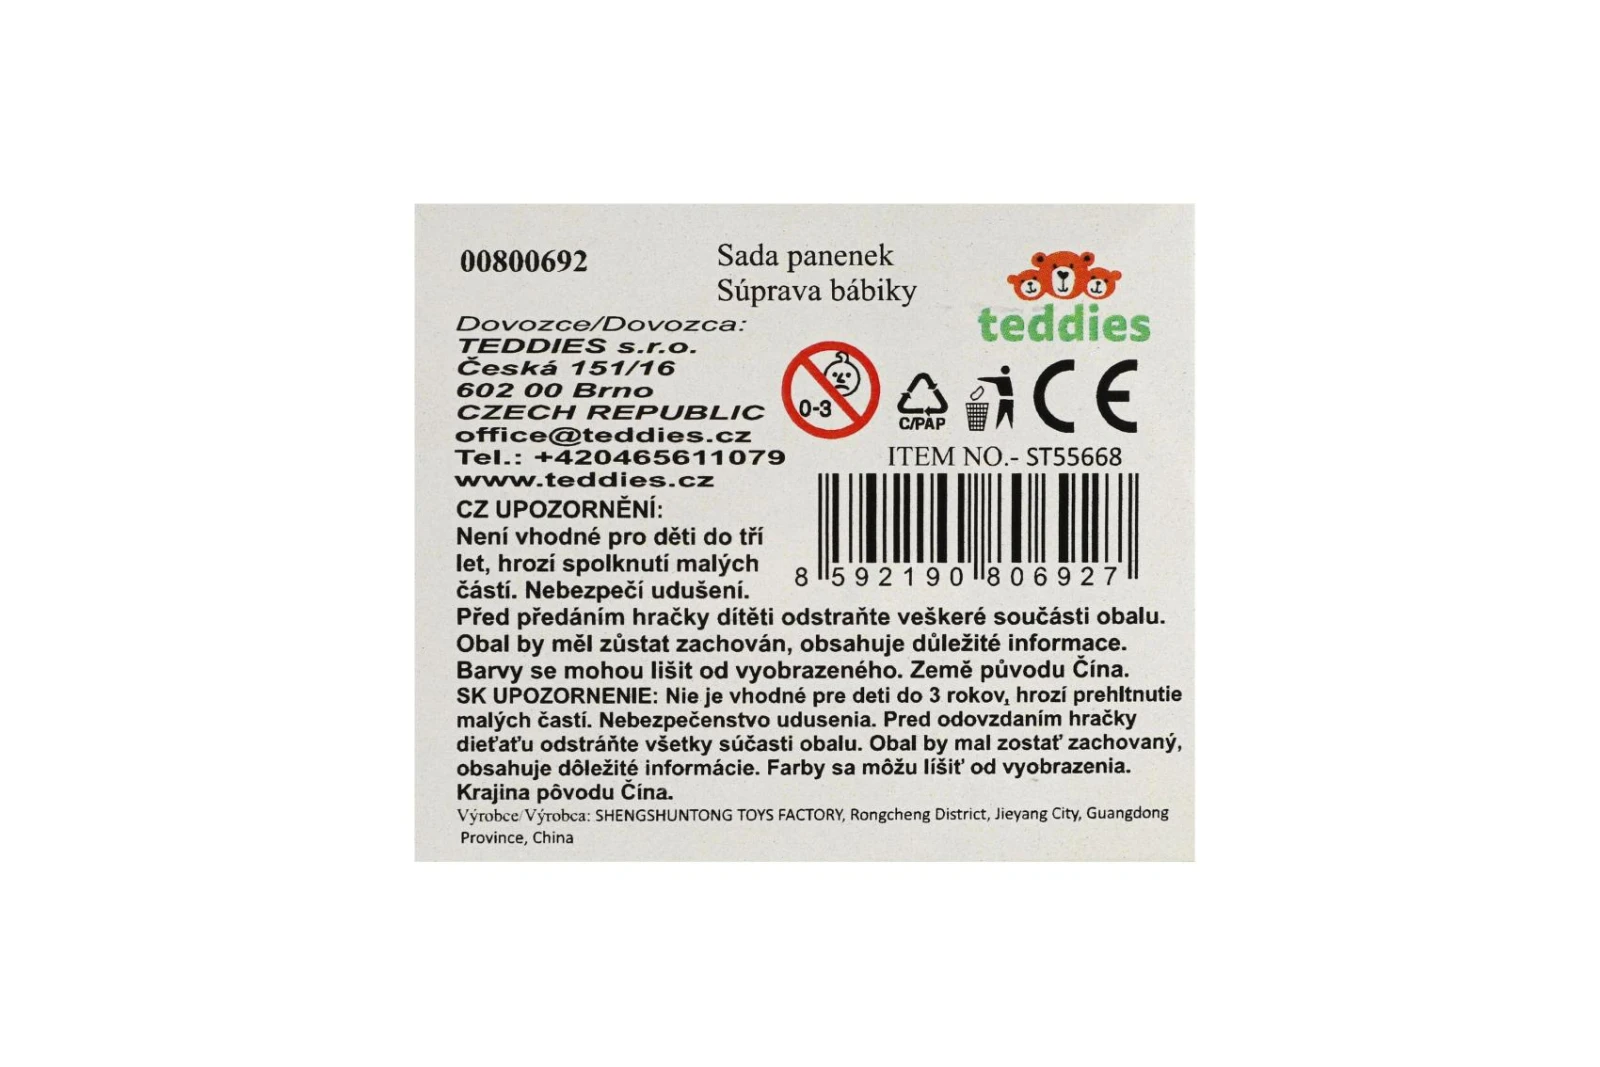 00800692
Sada panenek
Súprava bábiky
teddies
Dovozce/Dovozca:
TEDDIES s.r.o.
Česká 151/16
602 00 Brno
CZECH REPUBLIC
office@teddies.cz
Tel.: +420465611079
www.teddies.cz
0-3
C/PAP
CE
ITEM NO.- ST55668
8 592190 806927
CZ UPOZORNĚNÍ:
Není vhodné pro děti do tří
let, hrozí spolknutí malých
částí. Nebezpečí udušení.
Před předáním hračky dítěti odstraňte veškeré součásti obalu.
Obal by měl zůstat zachován, obsahuje důležité informace.
Barvy se mohou lišit od vyobrazeného. Země původu Čína.
SK UPOZORNENIE: Nie je vhodné pre deti do 3 rokov, hrozí prehltnutie
malých častí. Nebezpečenstvo udusenia. Pred odovzdaním hračky
dieťaťu odstráňte všetky súčasti obalu. Obal by mal zostať zachovaný,
obsahuje dôležité informácie. Farby sa môžu líšiť od vyobrazenia.
Krajina pôvodu Čína.
Výrobce/Výrobca: SHENGSHUNTONG TOYS FACTORY, Rongcheng District, Jieyang City, Guangdong
Province, China